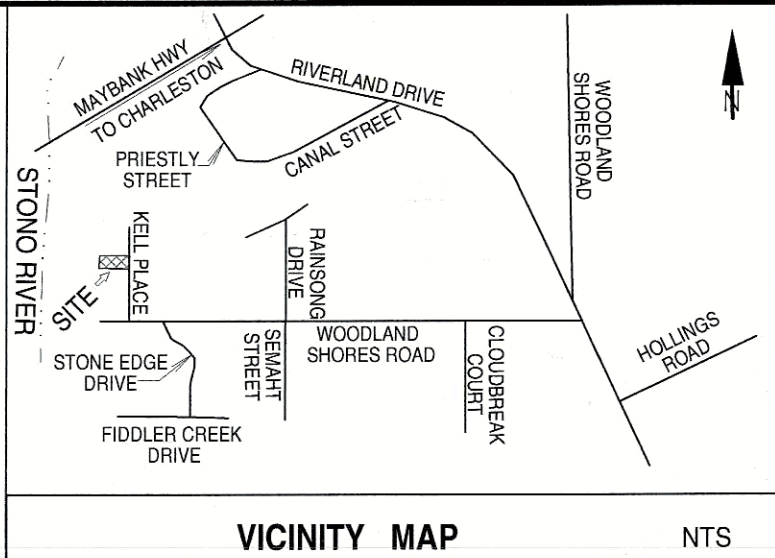 MAYBANK HWY
TO CHARLESTON
RIVERLAND DRIVE
CANAL STREET
PRIESTLY
STREET
WOODLAND
SHORES ROAD
N
STONO RIVER
KELL PLACE
SITE
RAINSONG
DRIVE
SEMAHT
STREET
WOODLAND
SHORES ROAD
CLOUDBREAK
COURT
HOLLINGS
ROAD
STONE EDGE
DRIVE
FIDDLER CREEK
DRIVE
VICINITY MAP
NTS